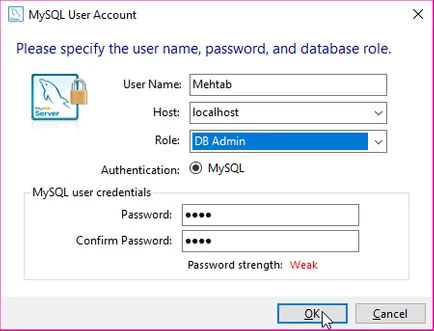 MySQL User Account
Please specify the user name, password, and database role.
User Name: Mehtab
Host: localhost
Role: DB Admin
Authentication: MySQL
MySQL Server
MySQL user credentials
Password: ••••
Confirm Password: ••••
Password strength: Weak
OK Cancel